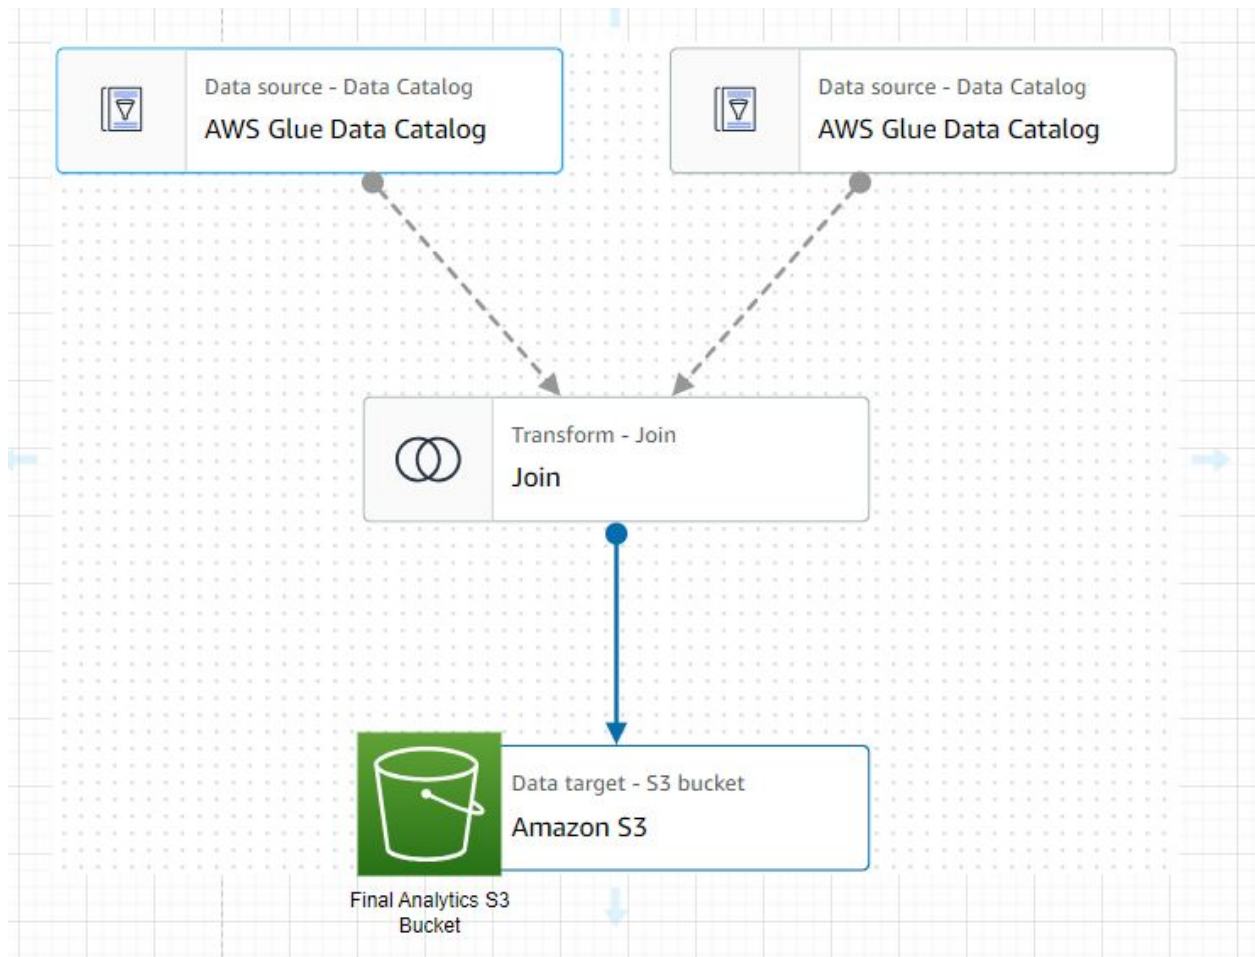 Data source - Data Catalog
AWS Glue Data Catalog
Data source - Data Catalog
AWS Glue Data Catalog
Transform - Join
Join
Data target - S3 bucket
Amazon S3
Final Analytics S3
Bucket